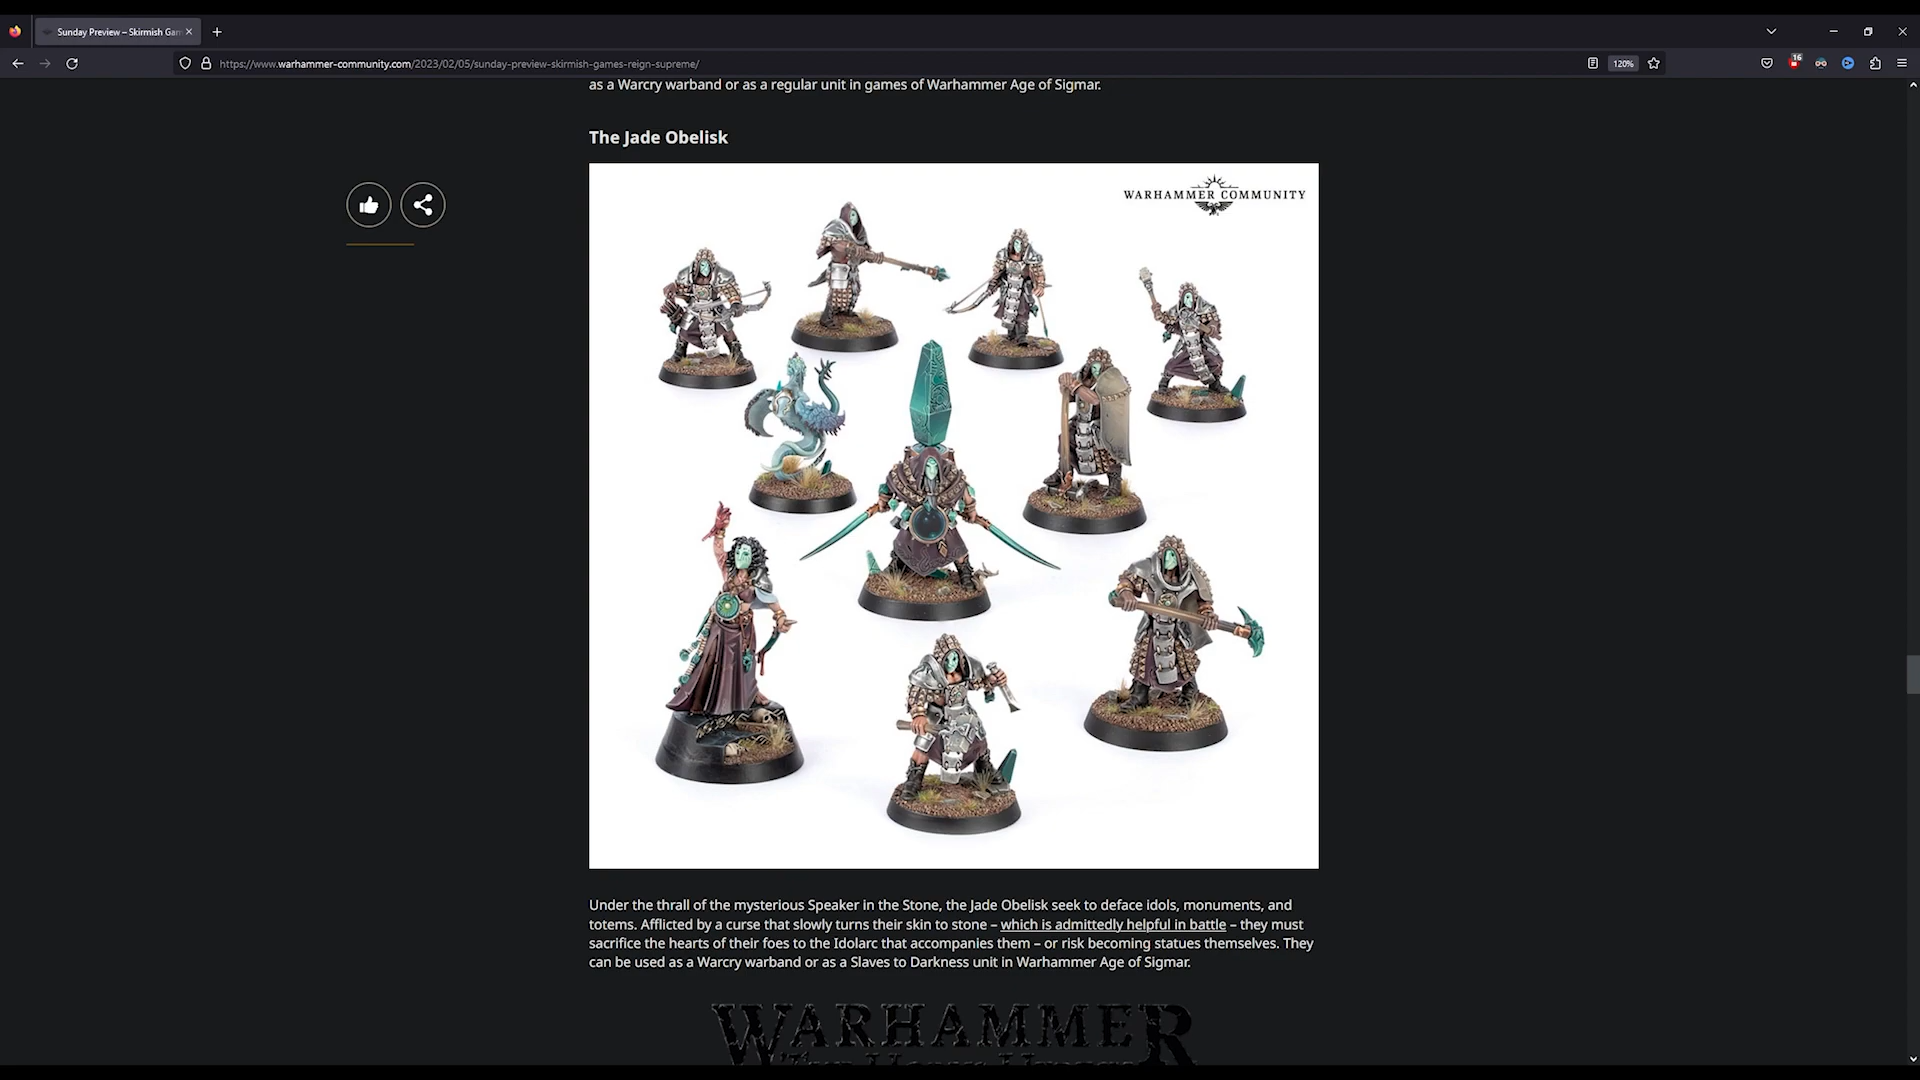 Sunday Preview – Skirmish Gam
https://www.warhammer-community.com/2023/02/05/sunday-preview-skirmish-games-reign-supreme/
120%
16
as a Warcry warband or as a regular unit in games of Warhammer Age of Sigmar.
The Jade Obelisk
WARHAMMER COMMUNITY
Under the thrall of the mysterious Speaker in the Stone, the Jade Obelisk seek to deface idols, monuments, and
totems. Afflicted by a curse that slowly turns their skin to stone – which is admittedly helpful in battle – they must
sacrifice the hearts of their foes to the Idolarc that accompanies them – or risk becoming statues themselves. They
can be used as a Warcry warband or as a Slaves to Darkness unit in Warhammer Age of Sigmar.
WARHAMMER